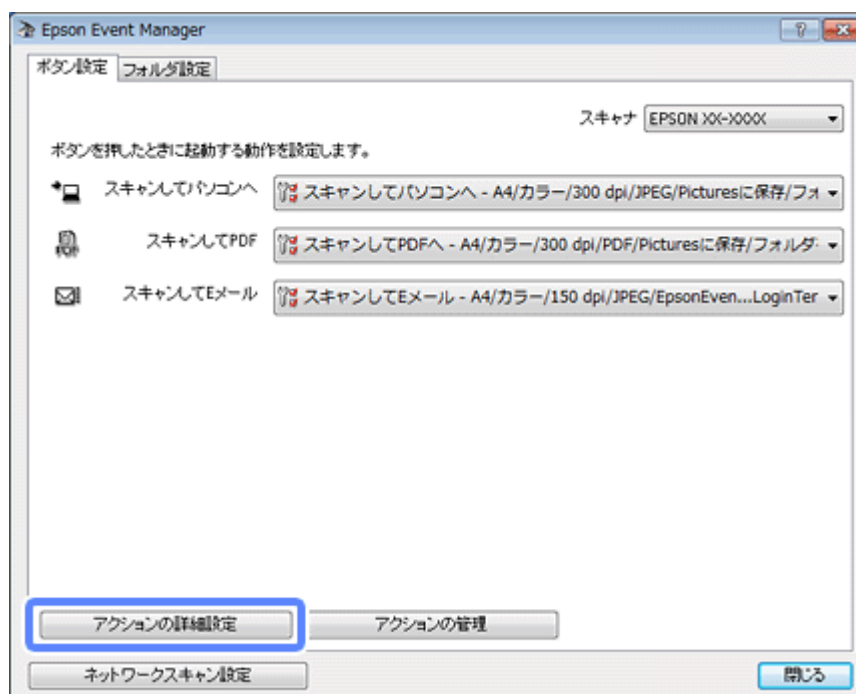 Epson Event Manager
ボタン設定 フォルダ設定
スキャナ EPSON XX-XXXX
ボタンを押したときに起動する動作を設定します。
スキャンしてパソコンへ スキャンしてパソコンへ - A4/カラー/300 dpi/JPEG/Picturesに保存/フォ
スキャンしてPDF スキャンしてPDFへ - A4/カラー/300 dpi/PDF/Picturesに保存/フォルダ
スキャンしてEメール スキャンしてEメール - A4/カラー/150 dpi/JPEG/EpsonEven...LoginTer
アクションの詳細設定 アクションの管理
ネットワークスキャン設定 閉じる